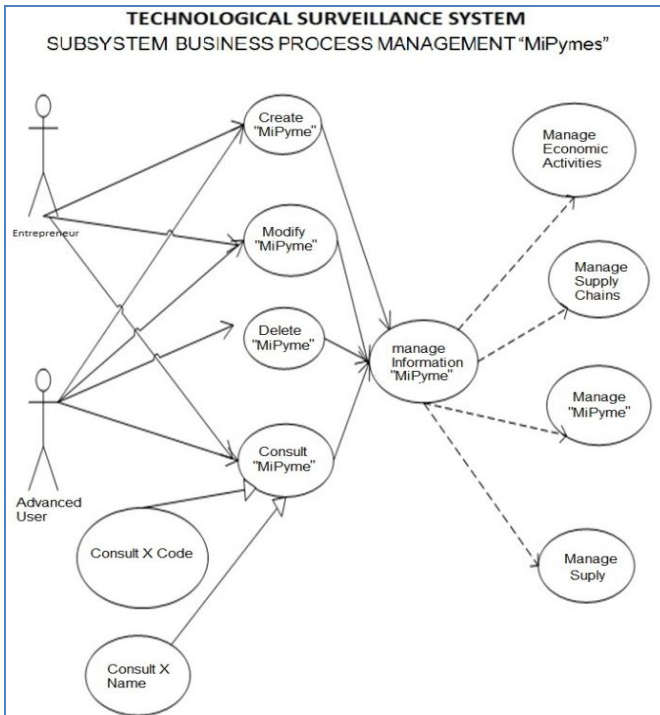 TECHNOLOGICAL SURVEILLANCE SYSTEM
SUBSYSTEM BUSINESS PROCESS MANAGEMENT "MiPymes"
Create
"MiPyme"
Manage
Economic
Activities
Entrepreneur
Modify
"MiPyme"
Manage
Supply
Chains
Delete
"MiPyme"
manage
Information
"MiPyme"
Manage
"MiPyme"
Consult
"MiPyme"
Advanced
User
Consult X Code
Manage
Suply
Consult X
Name